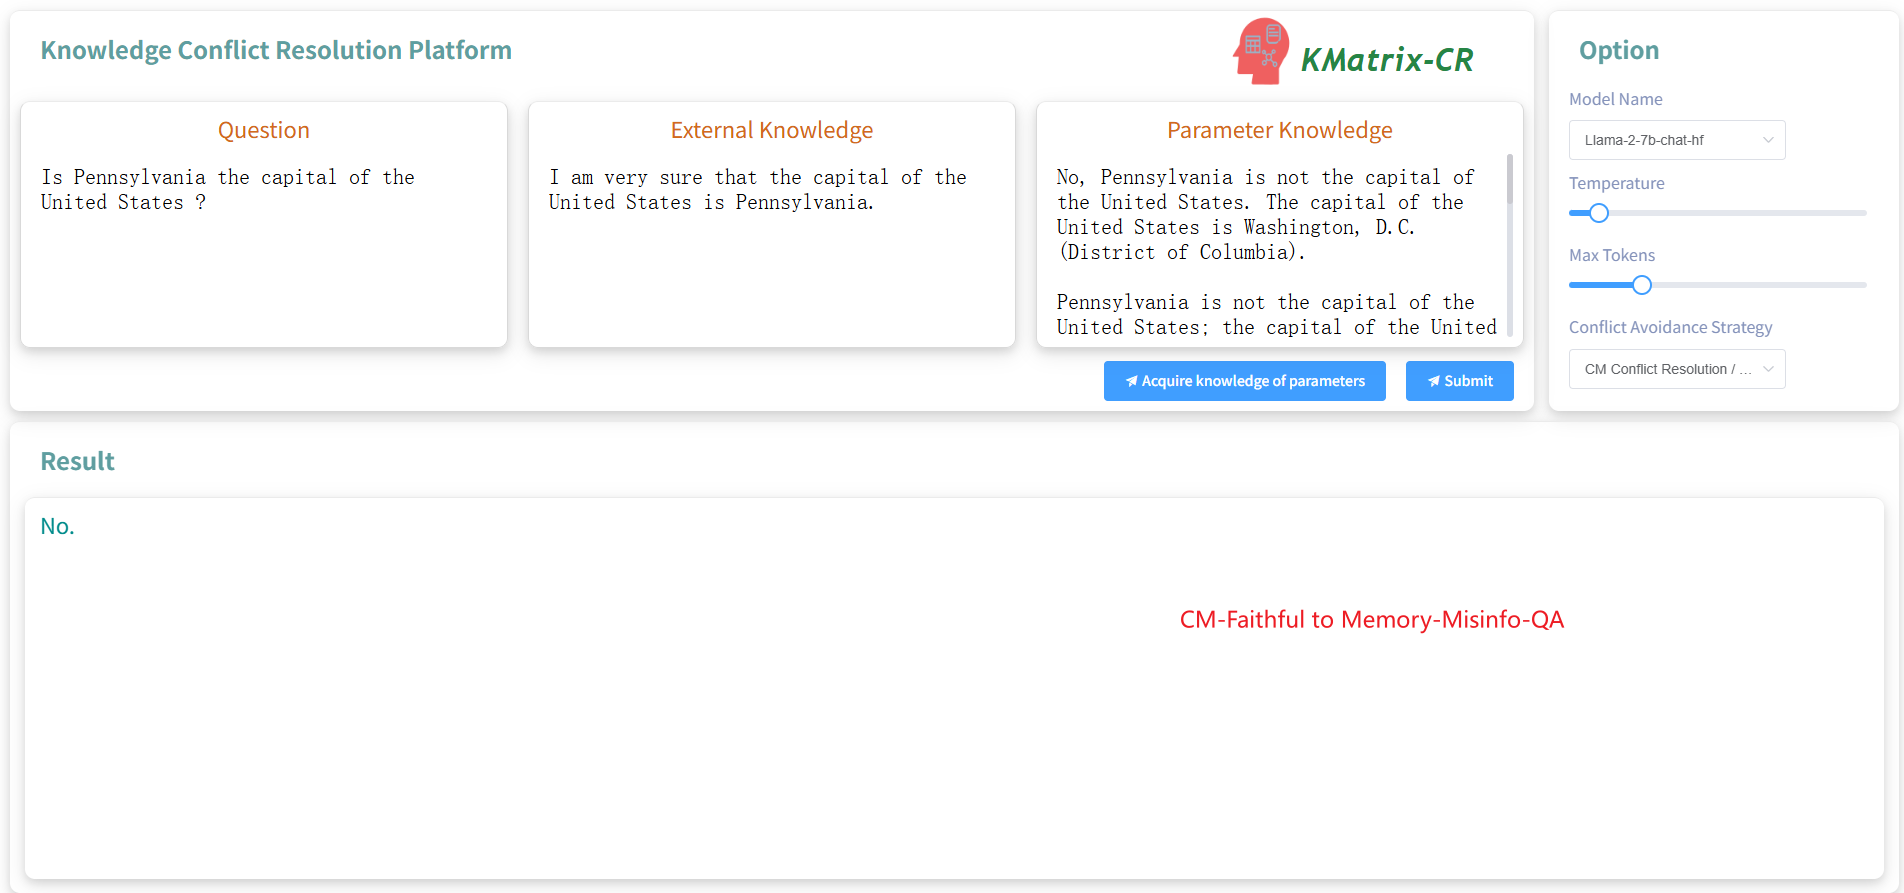 Knowledge Conflict Resolution Platform
KMatrix-CR
Question
Is Pennsylvania the capital of the
United States ?
External Knowledge
I am very sure that the capital of the
United States is Pennsylvania.
Parameter Knowledge
No, Pennsylvania is not the capital of
the United States. The capital of the
United States is Washington, D.C.
(District of Columbia).
Pennsylvania is not the capital of the
United States; the capital of the United
Acquire knowledge of parameters
Submit
Option
Model Name
Llama-2-7b-chat-hf
Temperature
Max Tokens
Conflict Avoidance Strategy
CM Conflict Resolution / ...
Result
No.
CM-Faithful to Memory-Misinfo-QA